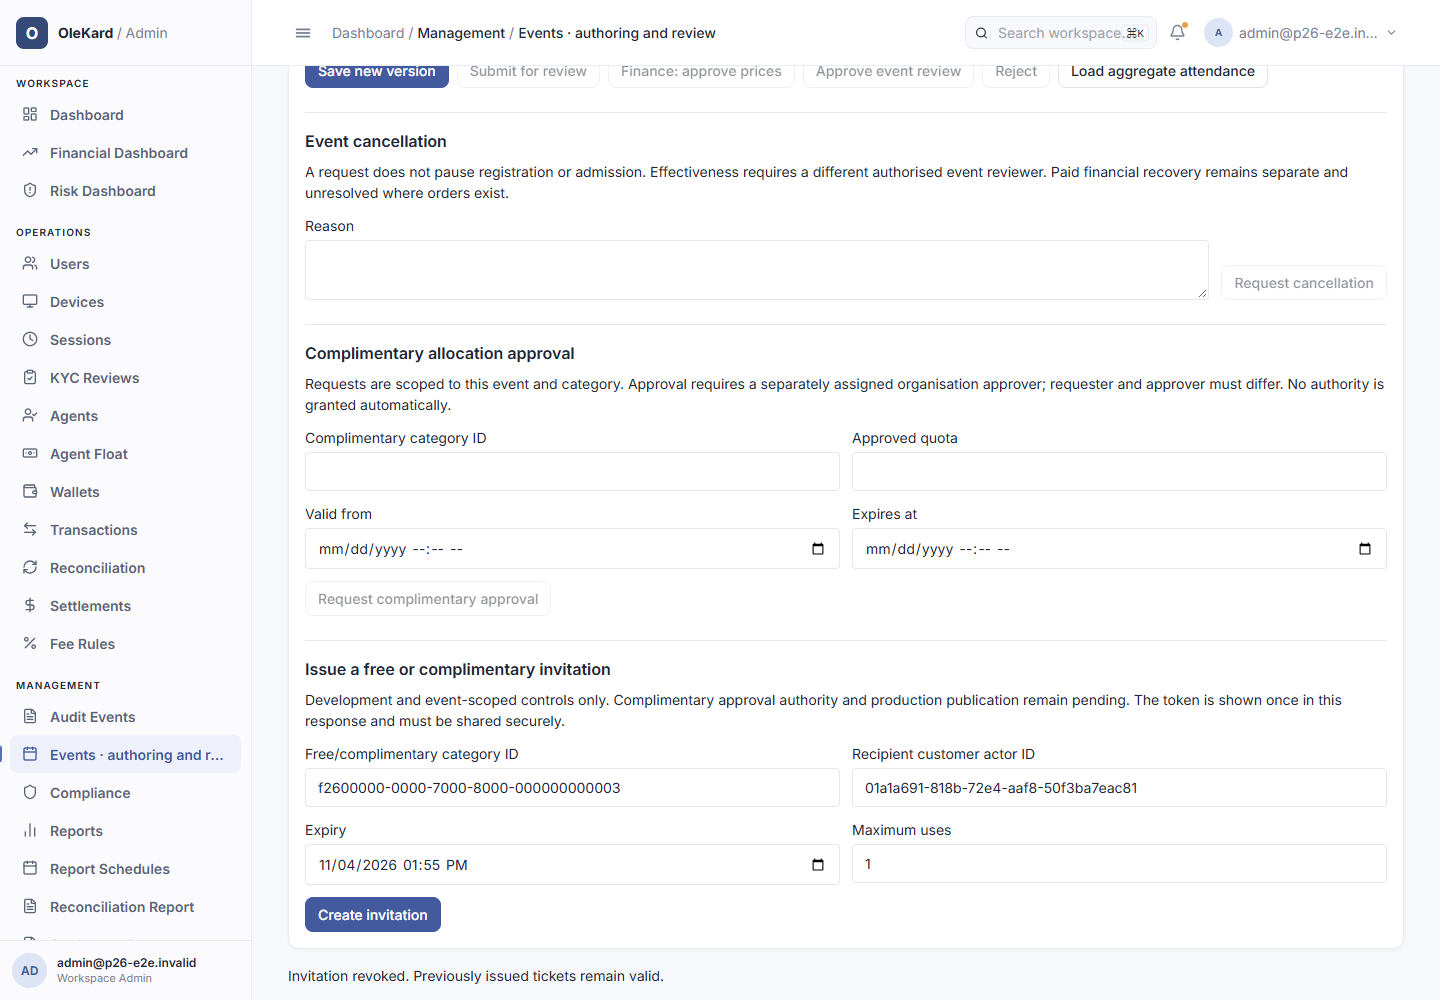 O OleKard / Admin
Dashboard / Management / Events · authoring and review
Search workspace. ⌘K
A admin@p26-e2e.in...
WORKSPACE
Dashboard
Financial Dashboard
Risk Dashboard
OPERATIONS
Users
Devices
Sessions
KYC Reviews
Agents
Agent Float
Wallets
Transactions
Reconciliation
Settlements
Fee Rules
MANAGEMENT
Audit Events
Events · authoring and r...
Compliance
Reports
Report Schedules
Reconciliation Report
AD admin@p26-e2e.invalid
Workspace Admin
Save new version Submit for review Finance: approve prices Approve event review Reject Load aggregate attendance
Event cancellation
A request does not pause registration or admission. Effectiveness requires a different authorised event reviewer. Paid financial recovery remains separate and
unresolved where orders exist.
Reason
Request cancellation
Complimentary allocation approval
Requests are scoped to this event and category. Approval requires a separately assigned organisation approver; requester and approver must differ. No authority is
granted automatically.
Complimentary category ID Approved quota
Valid from Expires at
mm/dd/yyyy --:-- -- mm/dd/yyyy --:-- --
Request complimentary approval
Issue a free or complimentary invitation
Development and event-scoped controls only. Complimentary approval authority and production publication remain pending. The token is shown once in this
response and must be shared securely.
Free/complimentary category ID Recipient customer actor ID
f2600000-0000-7000-8000-000000000003 01a1a691-818b-72e4-aaf8-50f3ba7eac81
Expiry Maximum uses
11/04/2026 01:55 PM 1
Create invitation
Invitation revoked. Previously issued tickets remain valid.